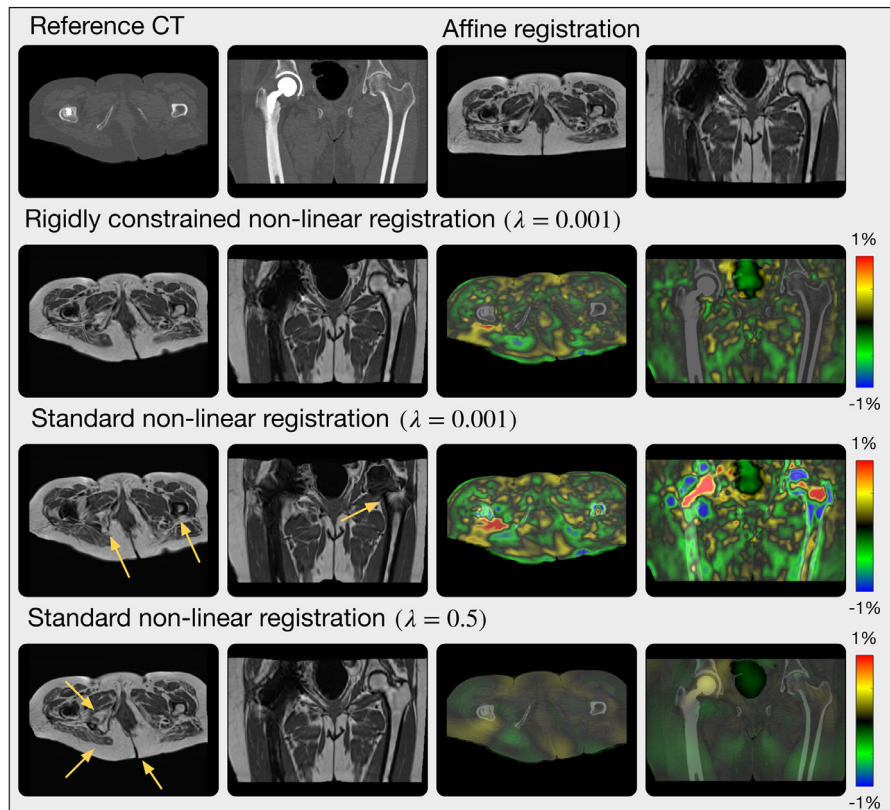 Reference CT
Affine registration
Rigidly constrained non-linear registration (λ = 0.001)
1%
-1%
Standard non-linear registration (λ = 0.001)
1%
-1%
Standard non-linear registration (λ = 0.5)
1%
-1%